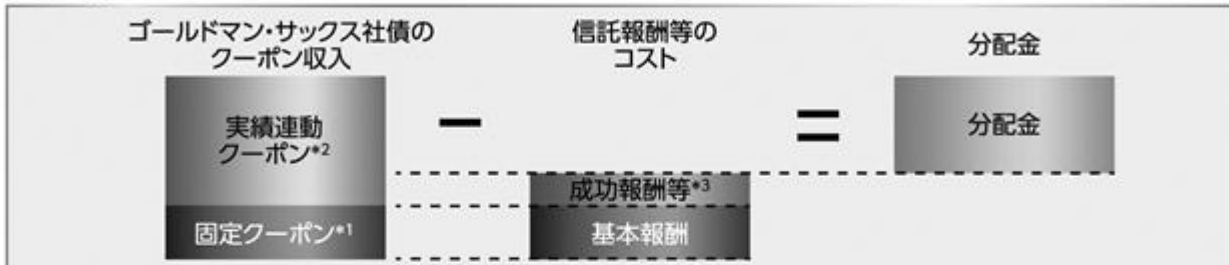 ゴールドマン・サックス社債の
クーポン収入
信託報酬等の
コスト
分配金
実績連動
クーポン*2
−
=
分配金
成功報酬等*3
固定クーポン*1
基本報酬